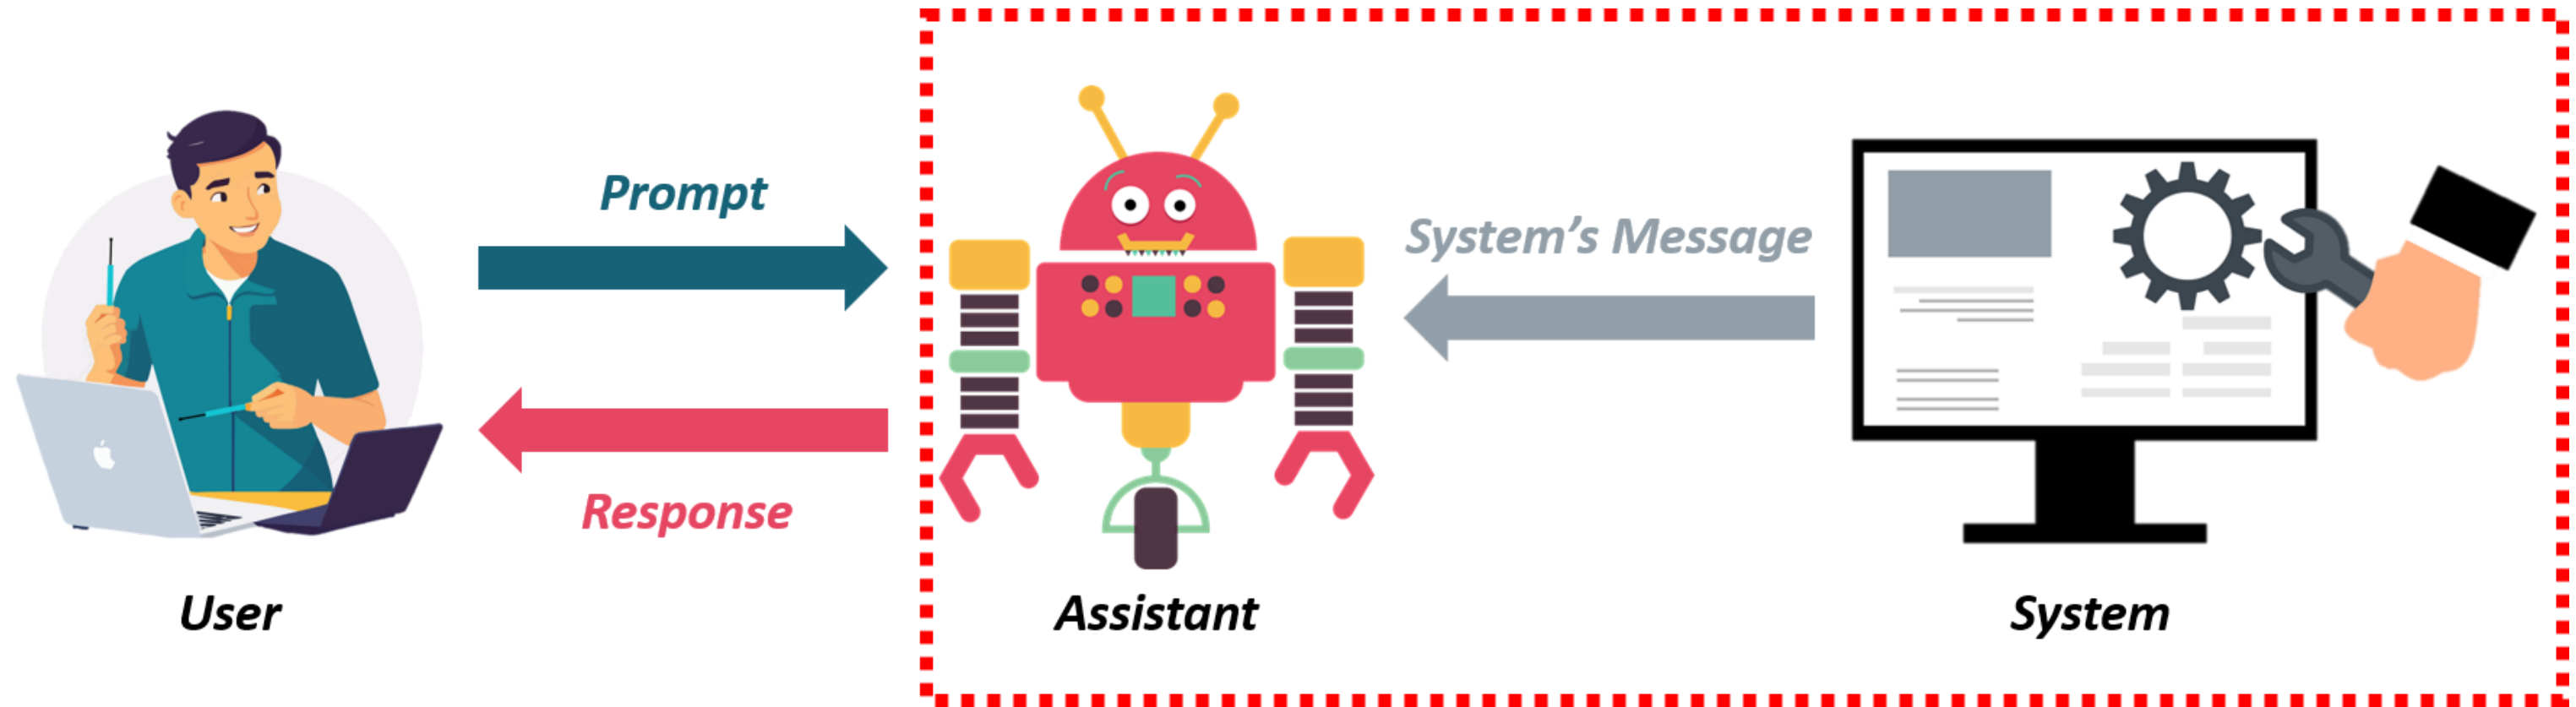 Prompt
System's Message
Response
User
Assistant
System